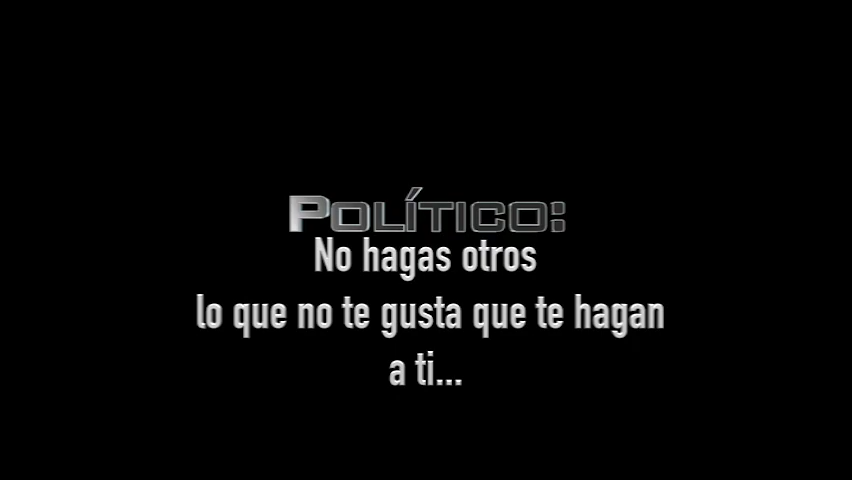 Político:
No hagas otros
lo que no te gusta que te hagan
a ti...